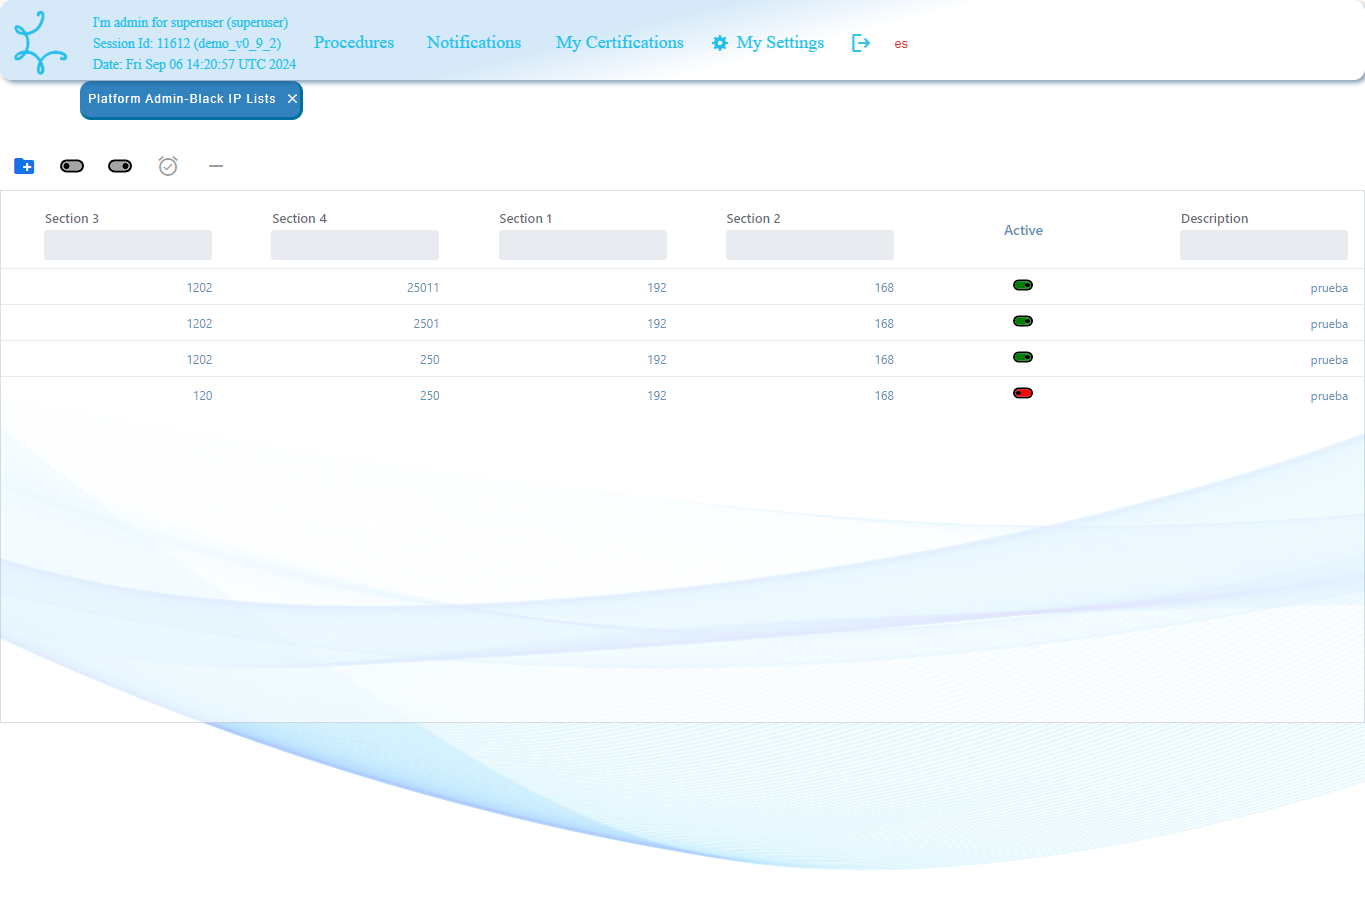 I'm admin for superuser (superuser)
Session Id: 11612 (demo_v0_9_2)
Date: Fri Sep 06 14:20:57 UTC 2024
Procedures Notifications My Certifications My Settings es
Platform Admin-Black IP Lists ×
Section 3 Section 4 Section 1 Section 2 Active Description
1202 25011 192 168 prueba
1202 2501 192 168 prueba
1202 250 192 168 prueba
120 250 192 168 prueba